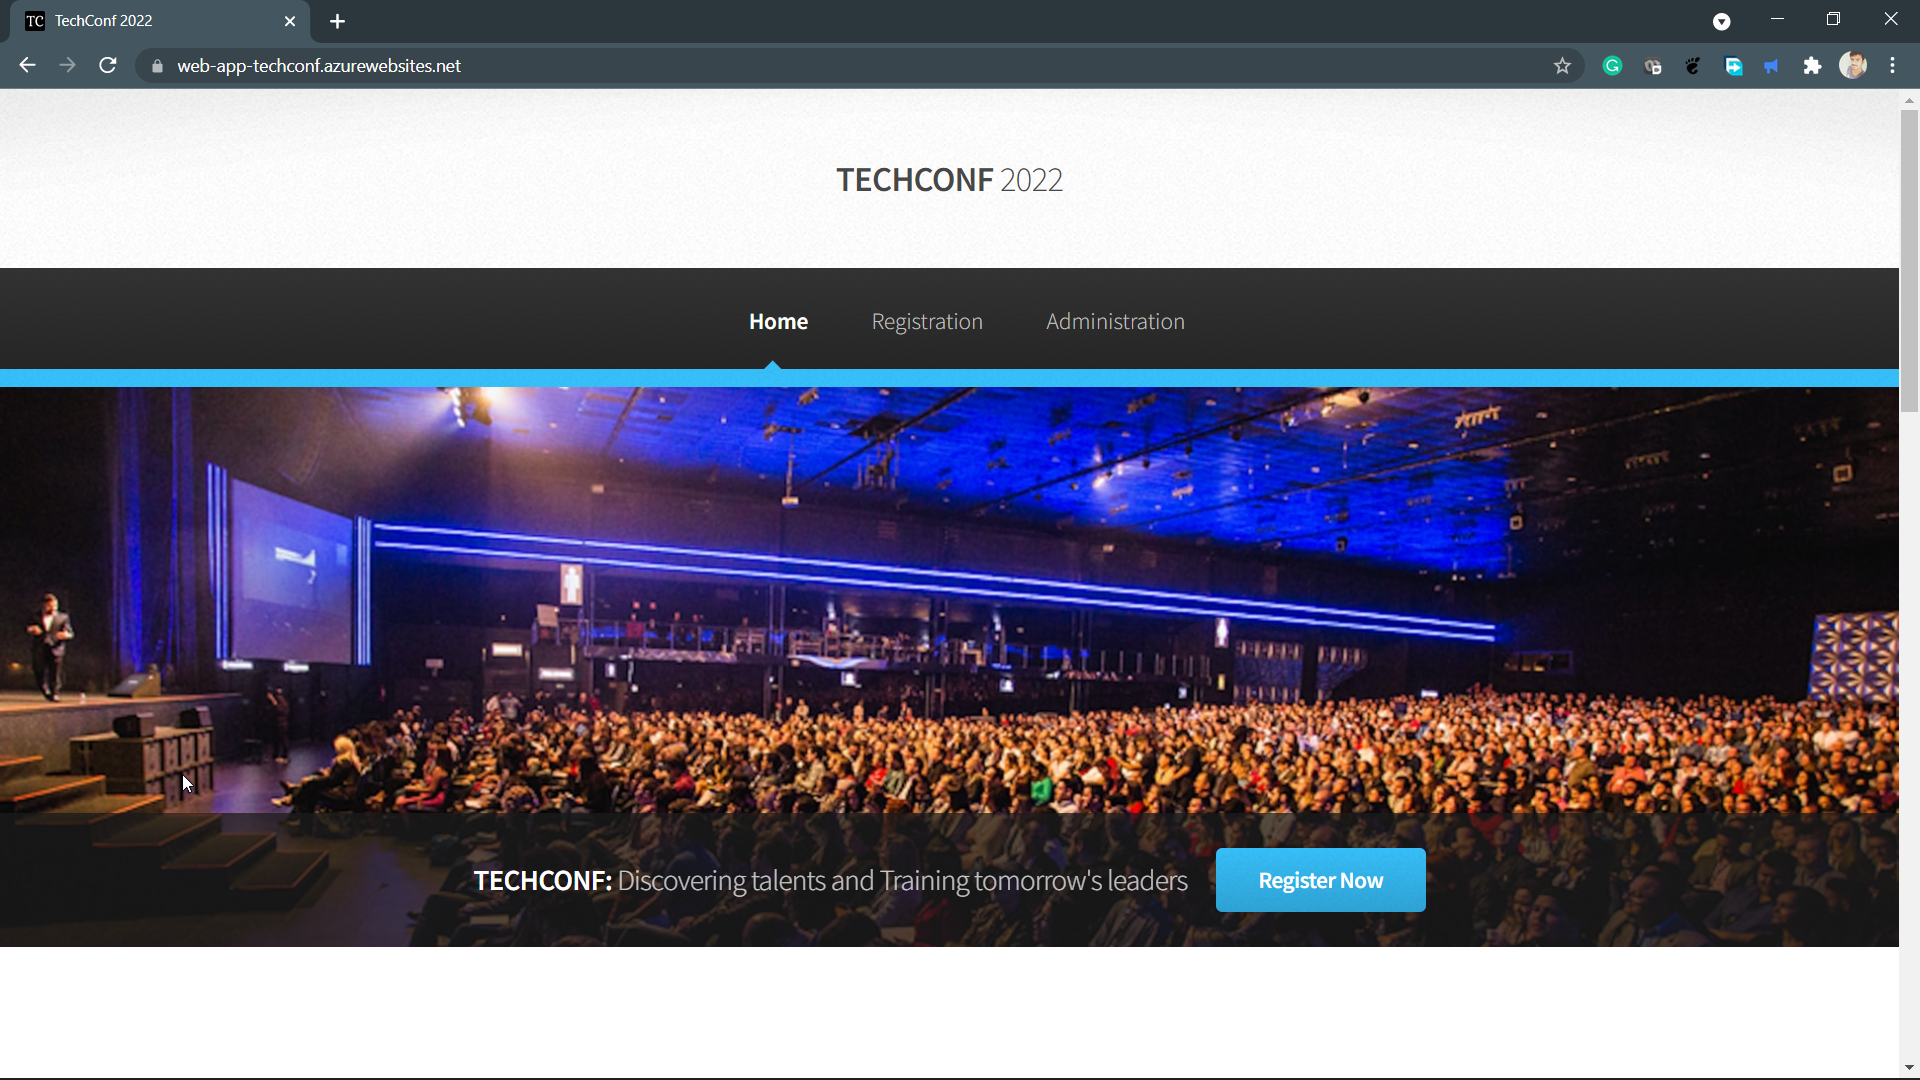 TC TechConf 2022
web-app-techconf.azurewebsites.net
TECHCONF 2022
Home Registration Administration
TECHCONF: Discovering talents and Training tomorrow's leaders Register Now